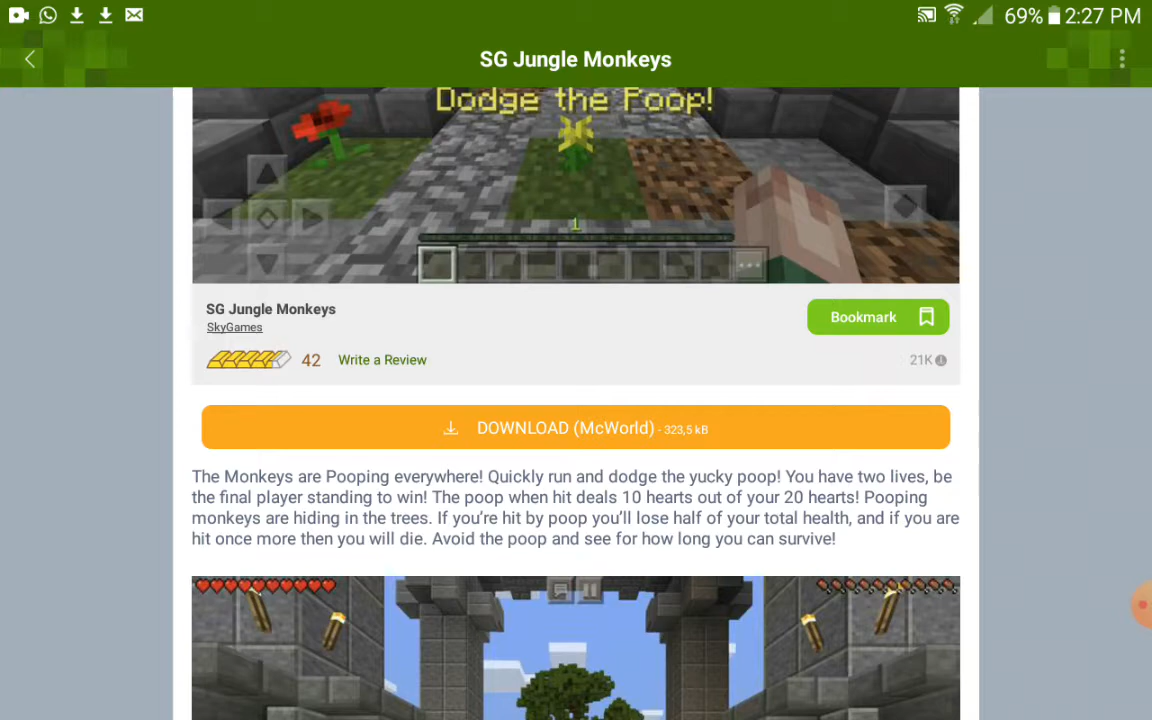 69% 2:27 PM
SG Jungle Monkeys
Dodge the Poop!
1
SG Jungle Monkeys
Bookmark
SkyGames
42 Write a Review
21K
DOWNLOAD (McWorld) - 323,5 kB
The Monkeys are Pooping everywhere! Quickly run and dodge the yucky poop! You have two lives, be
the final player standing to win! The poop when hit deals 10 hearts out of your 20 hearts! Pooping
monkeys are hiding in the trees. If you’re hit by poop you’ll lose half of your total health, and if you are
hit once more then you will die. Avoid the poop and see for how long you can survive!